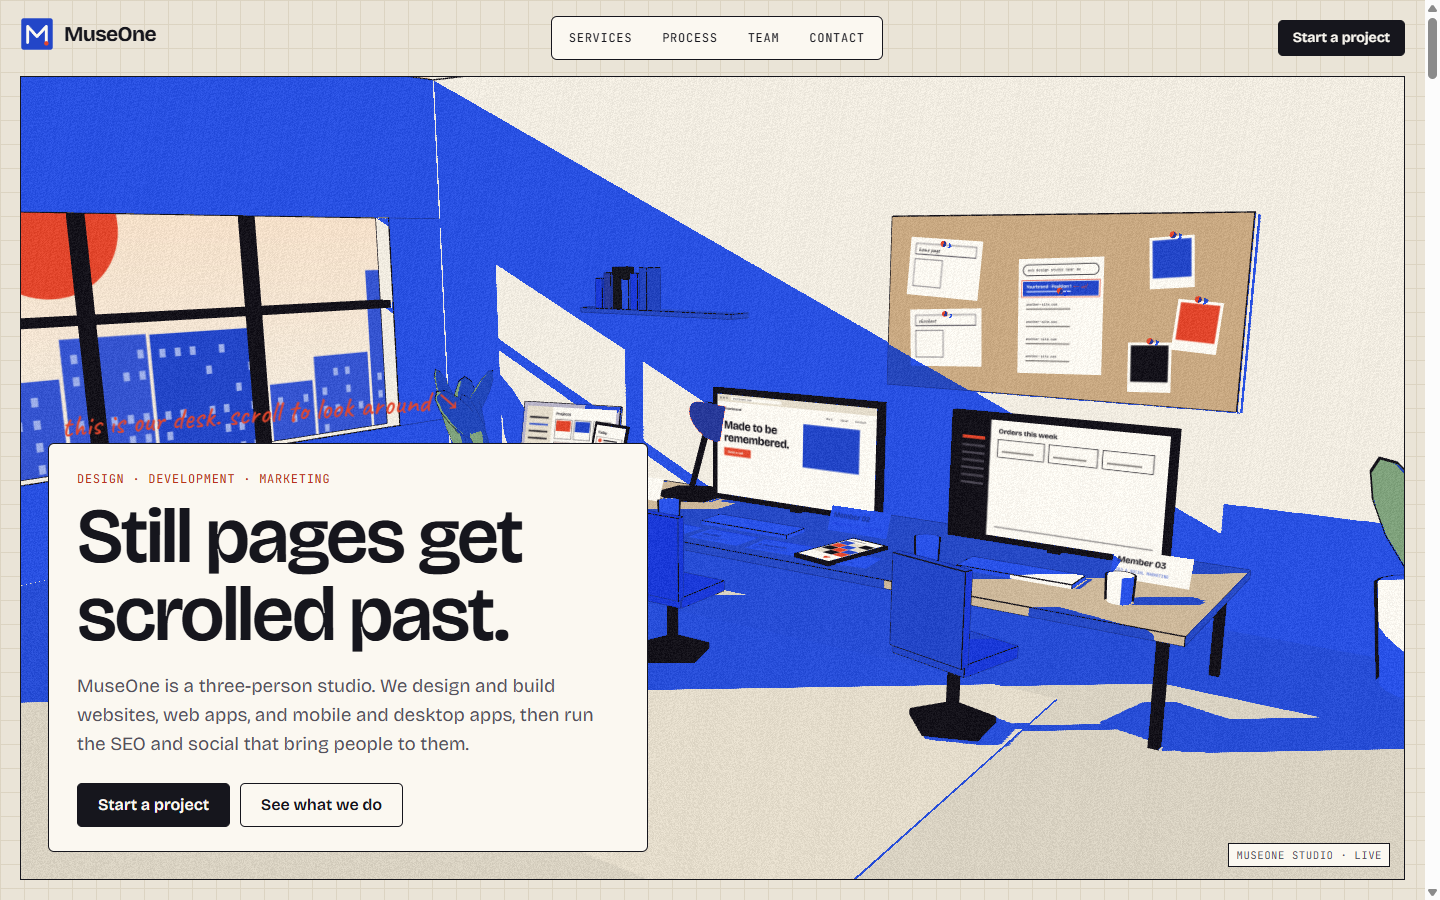 MuseOne
SERVICES
PROCESS
TEAM
CONTACT
Start a project
this is our desk. scroll to look around
DESIGN · DEVELOPMENT · MARKETING
Still pages get
scrolled past.
MuseOne is a three-person studio. We design and build
websites, web apps, and mobile and desktop apps, then run
the SEO and social that bring people to them.
Start a project
See what we do
Projects
Made to be
remembered.
Orders this week
Member 03
MUSEONE STUDIO · LIVE